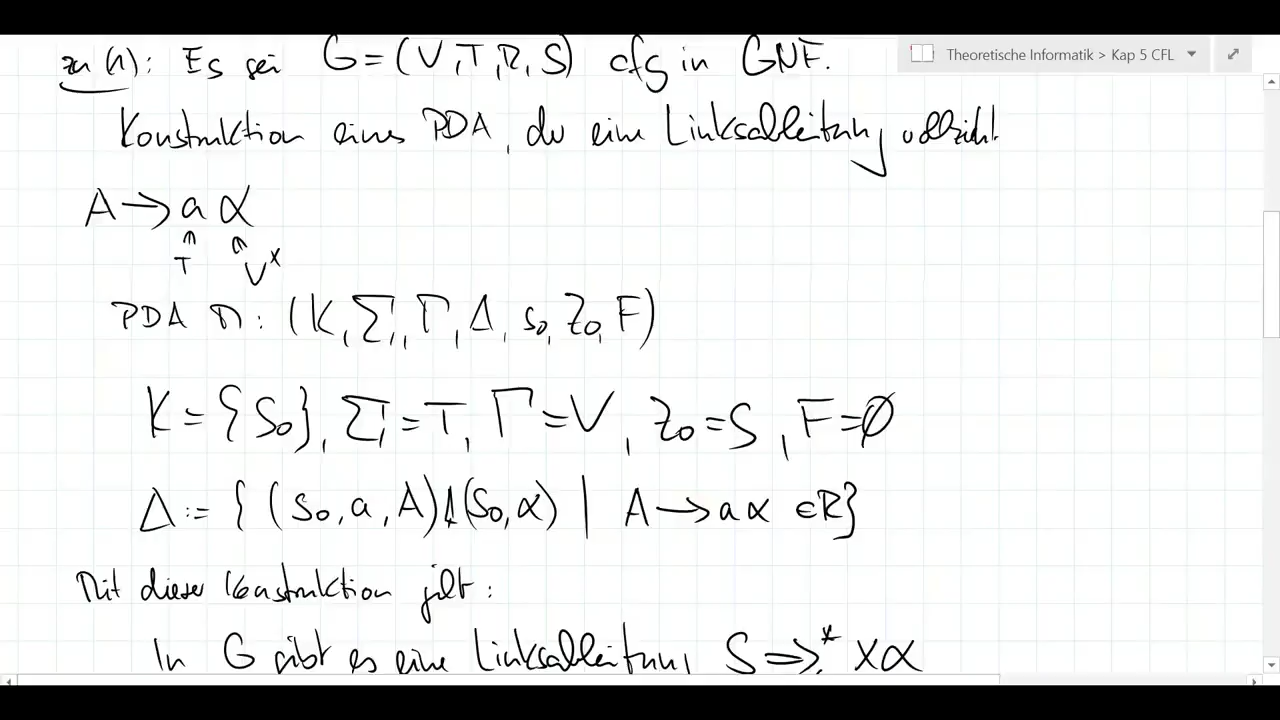 zu (1): Es sei G = (V, T, R, S) cfg in GNF.
Theoretische Informatik > Kap 5 CFL
Konstruktion eines PDA, der eine Linksableitung vollzieht.
A → a α
∈ ∈
T V*
PDA M: (K, Σ, Γ, Δ, s₀, Z₀, F)
K = {s₀}, Σ = T, Γ = V, Z₀ = S, F = ∅
Δ := { (s₀, a, A) Δ (s₀, α) | A → a α ∈ R }
Mit dieser Konstruktion gilt:
In G gibt es eine Linksableitung S ⇒* xα